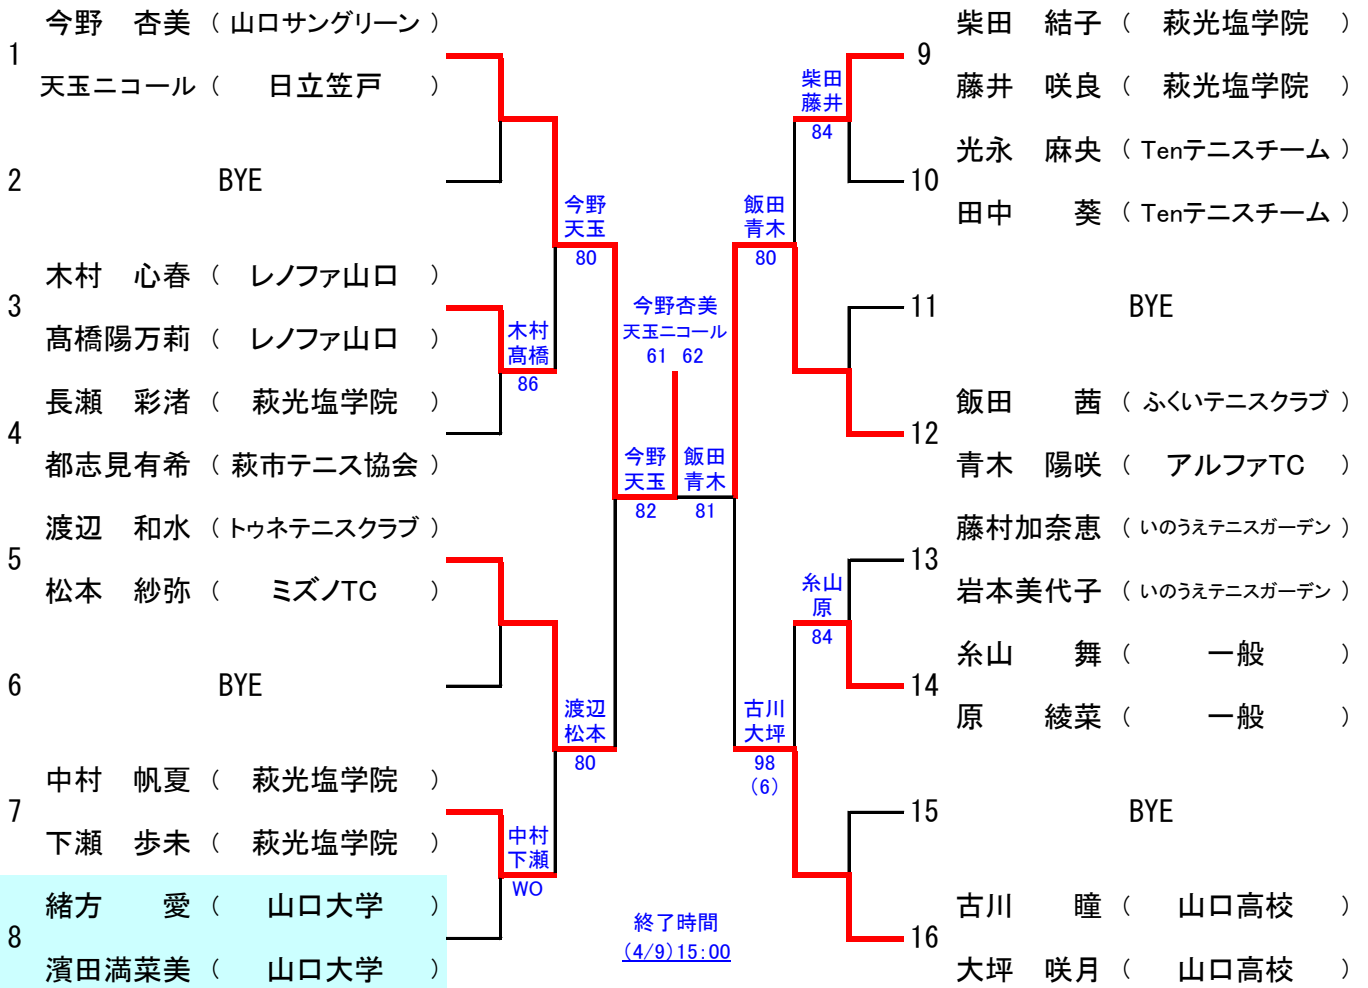 1
今野　杏美（ 山口サングリーン ）
天玉ニコール（ 日立笠戸 ）
2
BYE
3
木村　心春（ レノファ山口 ）
髙橋陽万莉（ レノファ山口 ）
4
長瀬　彩渚（ 萩光塩学院 ）
都志見有希（ 萩市テニス協会 ）
5
渡辺　和水（ トゥネテニスクラブ ）
松本　紗弥（ ミズノTC ）
6
BYE
7
中村　帆夏（ 萩光塩学院 ）
下瀬　歩未（ 萩光塩学院 ）
8
緒方　愛（ 山口大学 ）
濱田満菜美（ 山口大学 ）
木村
髙橋
86
中村
下瀬
WO
今野
天玉
80
渡辺
松本
80
今野
天玉
82
今野杏美
天玉ニコール
61 62
飯田
青木
81
終了時間
(4/9)15:00
飯田
青木
80
古川
大坪
98
(6)
柴田
藤井
84
糸山
原
84
9
柴田　結子（ 萩光塩学院 ）
藤井　咲良（ 萩光塩学院 ）
10
光永　麻央（ Tenテニスチーム ）
田中　葵（ Tenテニスチーム ）
11
BYE
12
飯田　茜（ ふくいテニスクラブ ）
青木　陽咲（ アルファTC ）
13
藤村加奈恵（ いのうえテニスガーデン ）
岩本美代子（ いのうえテニスガーデン ）
14
糸山　舞（ 一般 ）
原　綾菜（ 一般 ）
15
BYE
16
古川　瞳（ 山口高校 ）
大坪　咲月（ 山口高校 ）